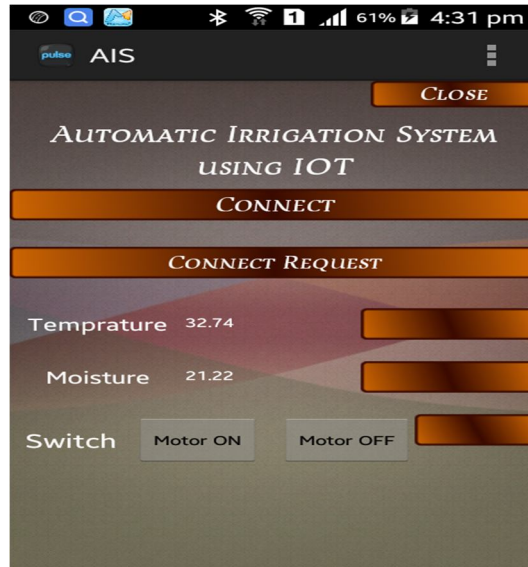 1 61% 4:31 pm
pulse AIS
CLOSE
AUTOMATIC IRRIGATION SYSTEM
USING IOT
CONNECT
CONNECT REQUEST
Temprature 32.74
Moisture 21.22
Switch Motor ON Motor OFF